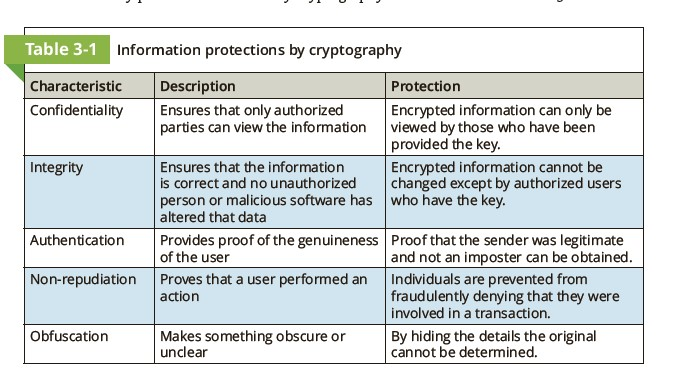 Table 3-1 Information protections by cryptography
Characteristic Description Protection
Confidentiality Ensures that only authorized Encrypted information can only be
parties can view the information viewed by those who have been
provided the key.
Integrity Ensures that the information Encrypted information cannot be
is correct and no unauthorized changed except by authorized users
person or malicious software has who have the key.
altered that data
Authentication Provides proof of the genuineness Proof that the sender was legitimate
of the user and not an imposter can be obtained.
Non-repudiation Proves that a user performed an Individuals are prevented from
action fraudulently denying that they were
involved in a transaction.
Obfuscation Makes something obscure or By hiding the details the original
unclear cannot be determined.